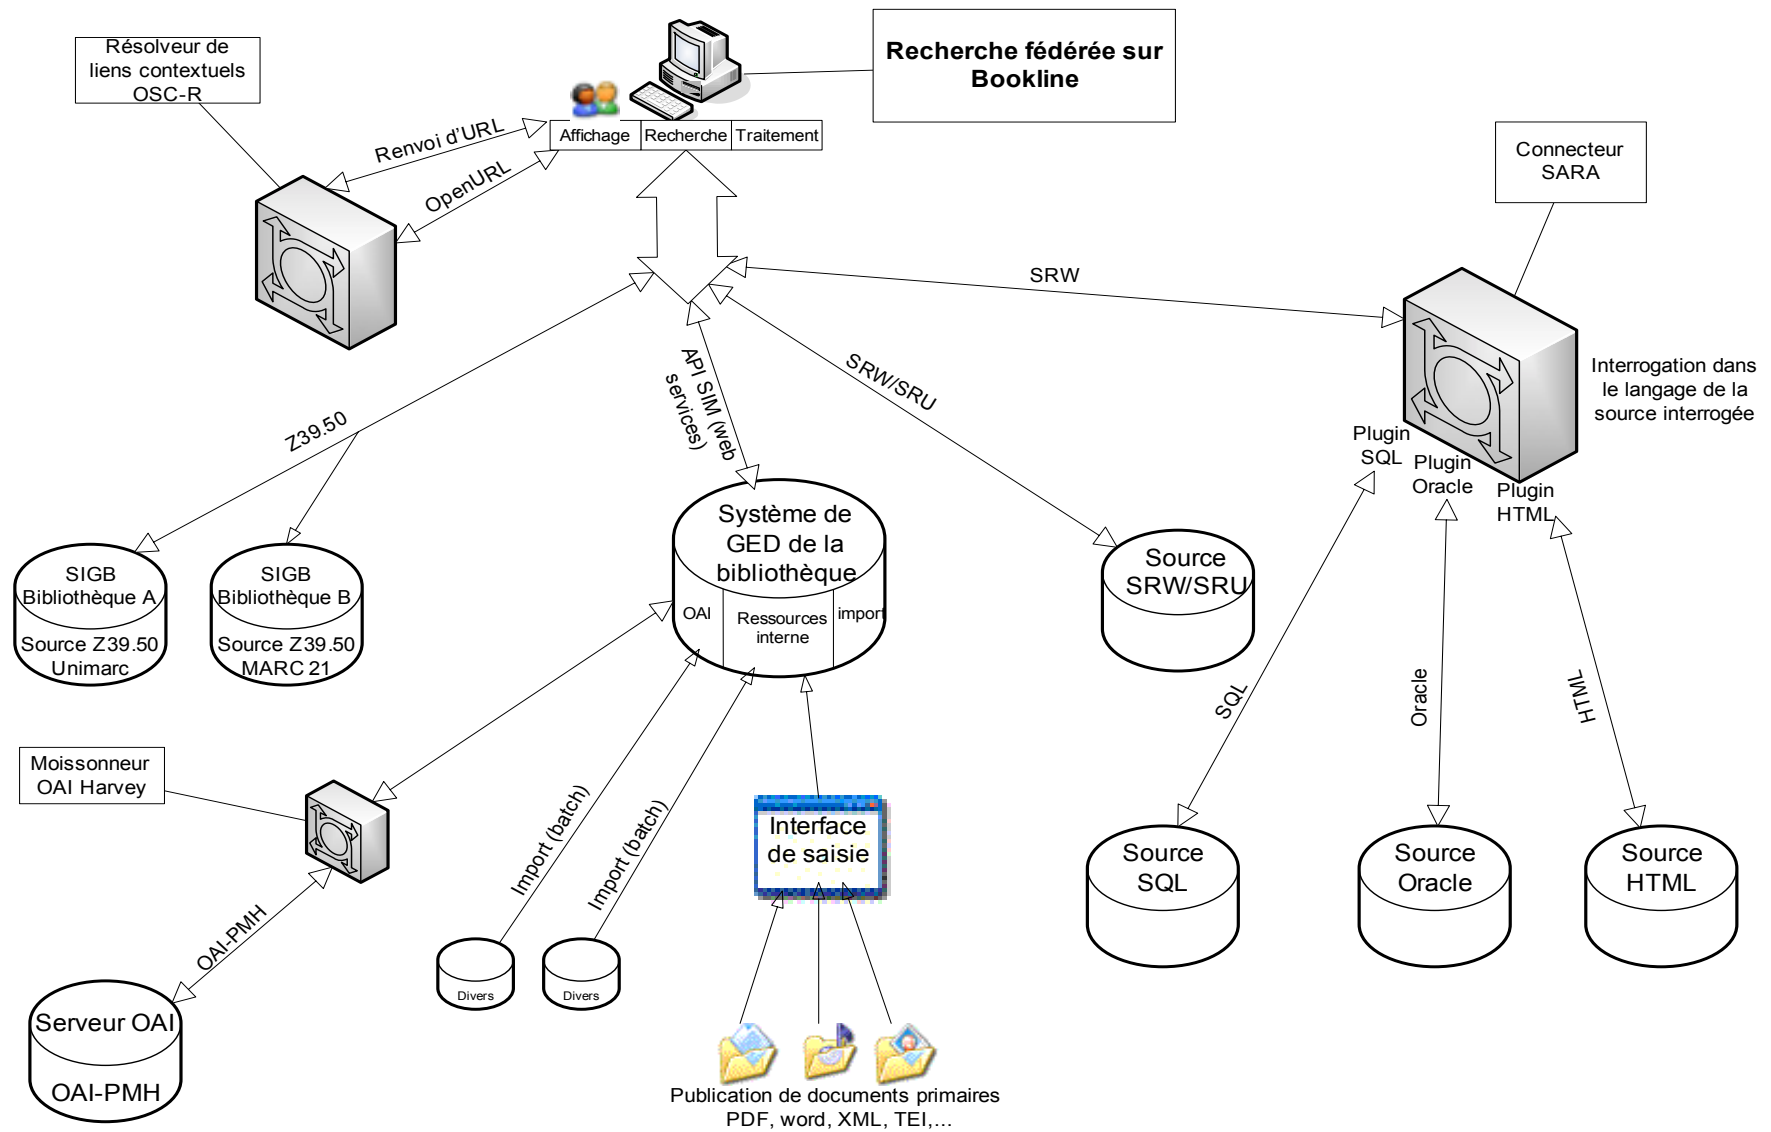 Résolveur de
liens contextuels
OSC-R
Recherche fédérée sur
Bookline
Affichage
Recherche
Traitement
Renvoi d'URL
OpenURL
Connecteur
SARA
SRW
Interrogation dans
le langage de la
source interrogée
API SIM (web
services)
SRW/SRU
Z39.50
Plugin
SQL
Plugin
Oracle
Plugin
HTML
Système de
GED de la
bibliothèque
OAI
Ressources
interne
import
Source
SRW/SRU
SIGB
Bibliothèque A
Source Z39.50
Unimarc
SIGB
Bibliothèque B
Source Z39.50
MARC 21
SQL
Oracle
HTML
Moissonneur
OAI Harvey
Import (batch)
Import (batch)
Interface
de saisie
Source
SQL
Source
Oracle
Source
HTML
OAI-PMH
Divers
Divers
Serveur OAI
OAI-PMH
Publication de documents primaires
PDF, word, XML, TEI,...